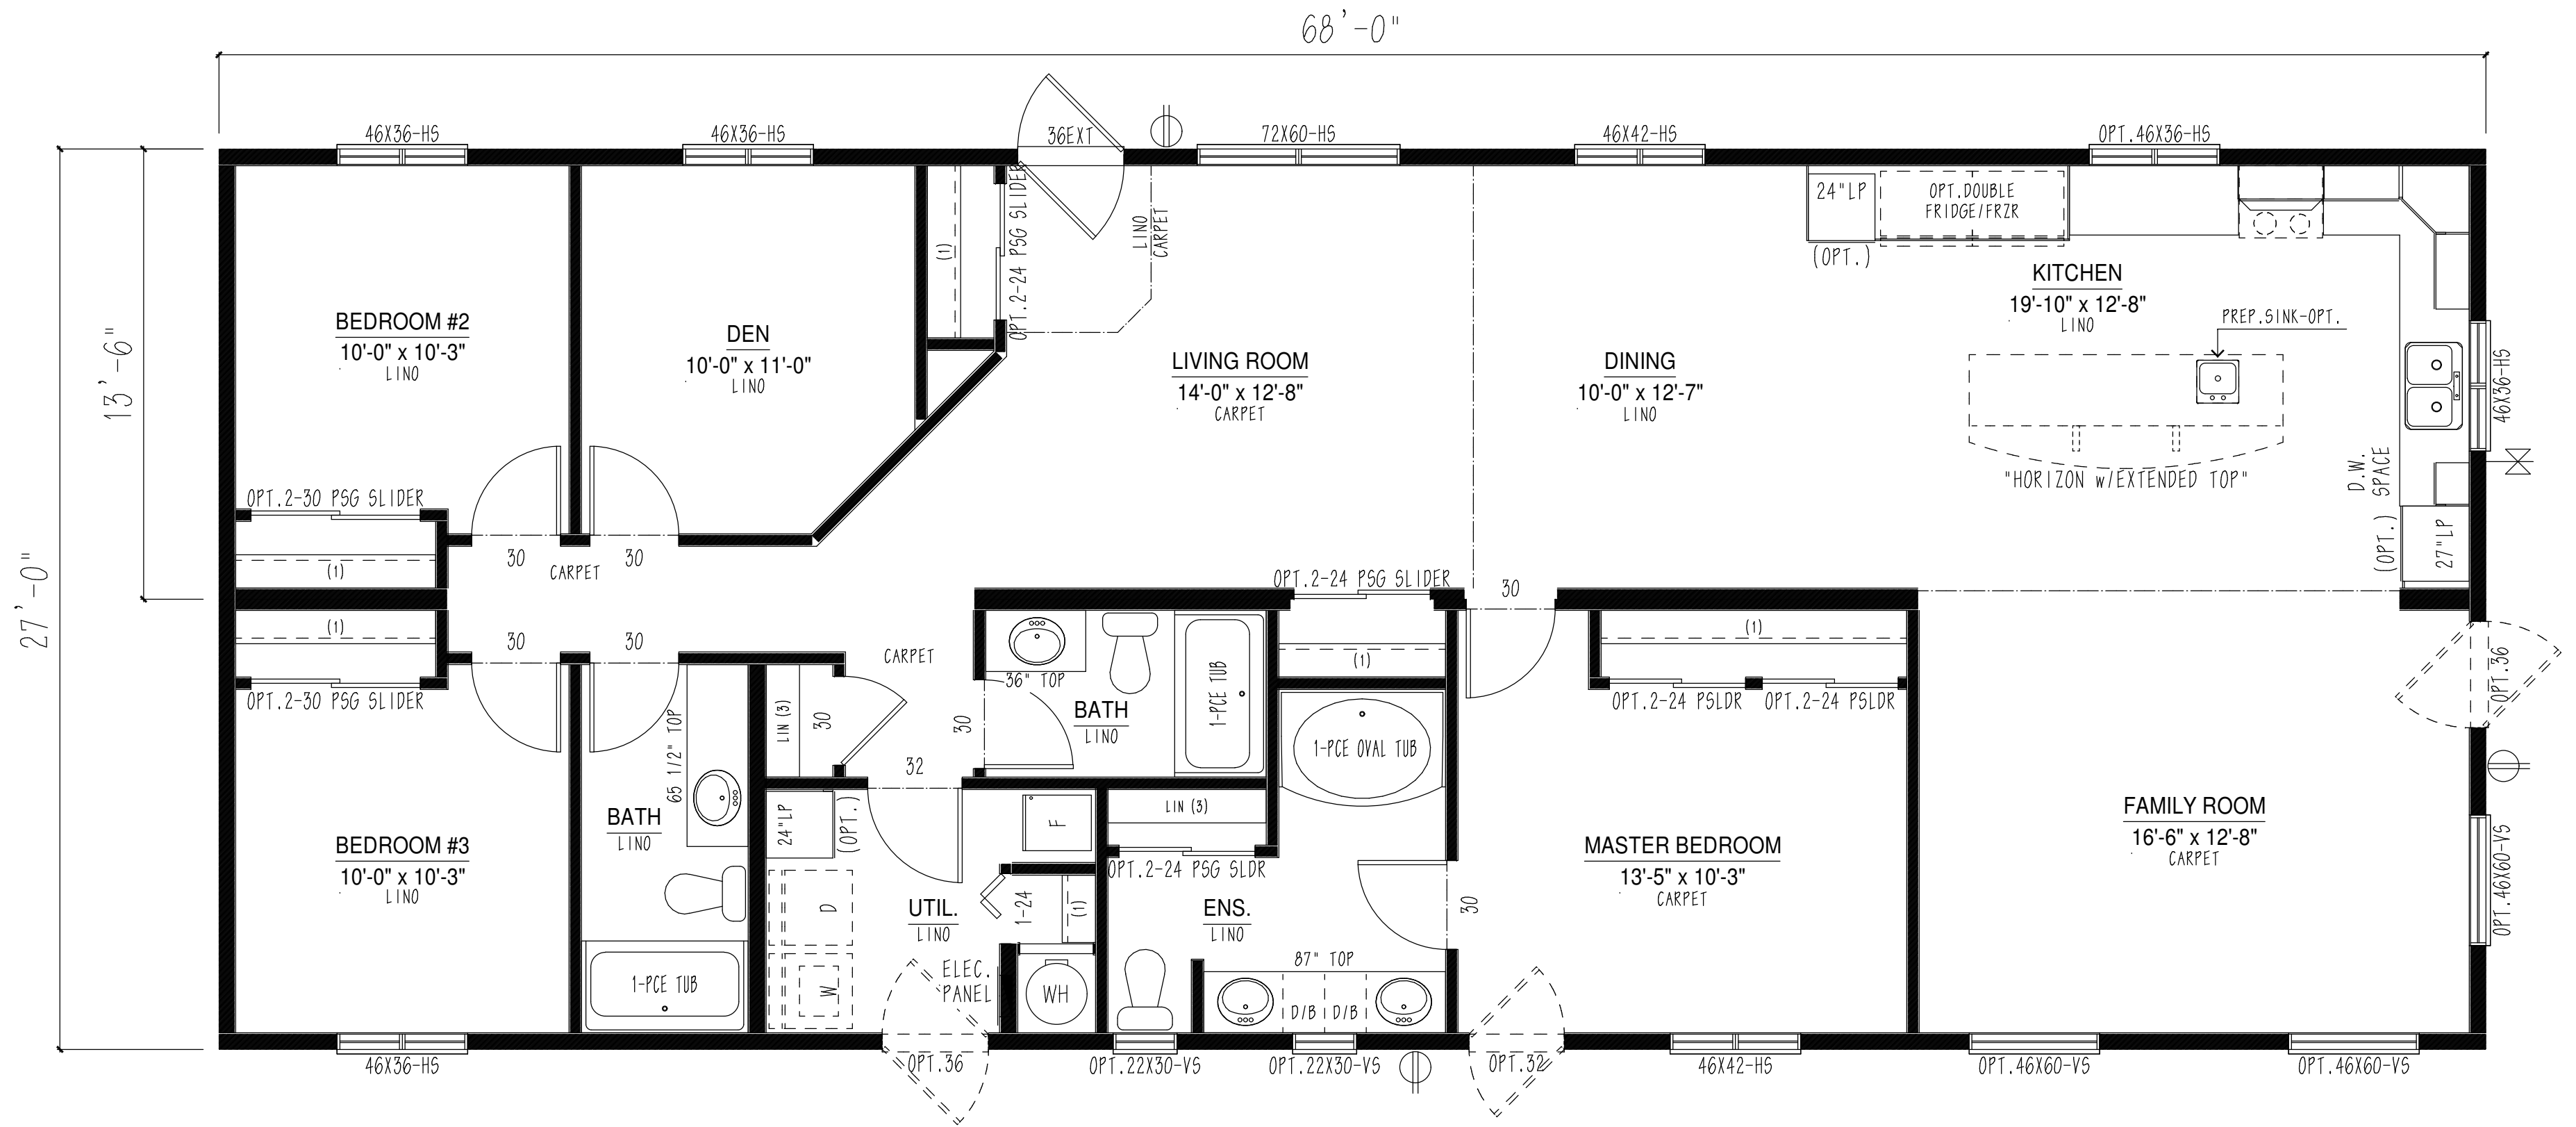 68'-0"
46X36-HS
46X36-HS
36EXT
72X60-HS
46X42-HS
OPT.46X36-HS
27'-0"
13'-6"
BEDROOM #2
10'-0" x 10'-3"
LINO
OPT.2-30 PSG SLIDER
(1)
DEN
10'-0" x 11'-0"
LINO
(1)
OPT.2-24 PSG SLIDER
LINO
CARPET
LIVING ROOM
14'-0" x 12'-8"
CARPET
DINING
10'-0" x 12'-7"
LINO
24"LP
(OPT.)
OPT.DOUBLE
FRIDGE/FRZR
KITCHEN
19'-10" x 12'-8"
LINO
PREP.SINK-OPT.
"HORIZON w/EXTENDED TOP"
D.W.
SPACE
(OPT.)
27"LP
46X36-HS
30
30
CARPET
30
30
(1)
OPT.2-30 PSG SLIDER
BEDROOM #3
10'-0" x 10'-3"
LINO
46X36-HS
65 1/2" TOP
BATH
LINO
1-PCE TUB
LIN (3)
30
CARPET
30
32
36" TOP
BATH
LINO
1-PCE TUB
OPT.2-24 PSG SLIDER
(1)
24"LP
(OPT.)
D
W
UTIL.
LINO
F
1-24
(1)
ELEC.
PANEL
WH
OPT.36
LIN (3)
OPT.2-24 PSG SLDR
1-PCE OVAL TUB
ENS.
LINO
30
87" TOP
D/B
D/B
OPT.22X30-VS
OPT.22X30-VS
30
(1)
OPT.2-24 PSLDR
OPT.2-24 PSLDR
MASTER BEDROOM
13'-5" x 10'-3"
CARPET
OPT.32
46X42-HS
FAMILY ROOM
16'-6" x 12'-8"
CARPET
OPT.36
OPT.46X60-VS
OPT.46X60-VS
OPT.46X60-VS